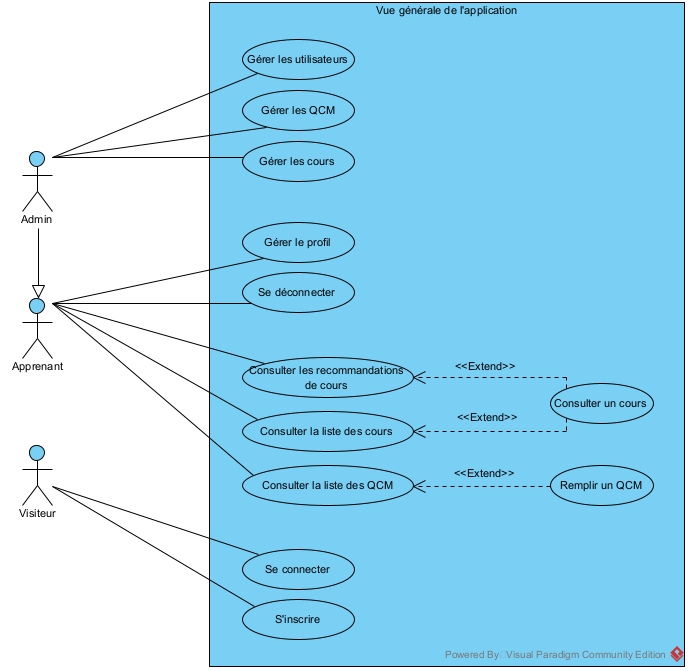 Vue générale de l'application
Gérer les utilisateurs
Gérer les QCM
Gérer les cours
Admin
Gérer le profil
Se déconnecter
Apprenant
Consulter les recommandations
de cours
<<Extend>>
Consulter un cours
<<Extend>>
Consulter la liste des cours
<<Extend>>
Consulter la liste des QCM
Remplir un QCM
Visiteur
Se connecter
S'inscrire
Powered By Visual Paradigm Community Edition